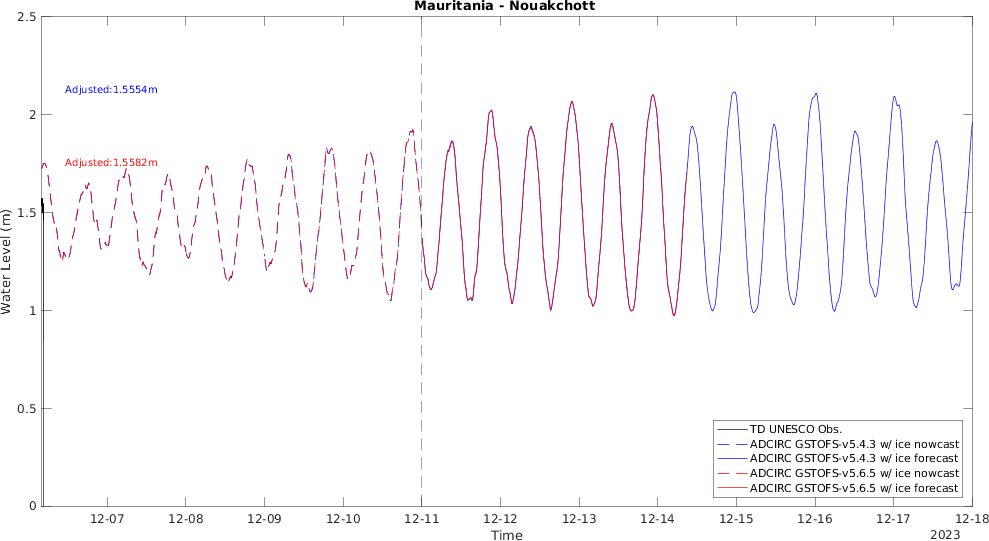 Mauritania - Nouakchott
2.5
2
1.5
1
0.5
0
Water Level (m)
Adjusted:1.5554m
Adjusted:1.5582m
TD UNESCO Obs.
ADCIRC GSTOFS-v5.4.3 w/ ice nowcast
ADCIRC GSTOFS-v5.4.3 w/ ice forecast
ADCIRC GSTOFS-v5.6.5 w/ ice nowcast
ADCIRC GSTOFS-v5.6.5 w/ ice forecast
12-07 12-08 12-09 12-10 12-11 12-12 12-13 12-14 12-15 12-16 12-17 12-18
Time
2023